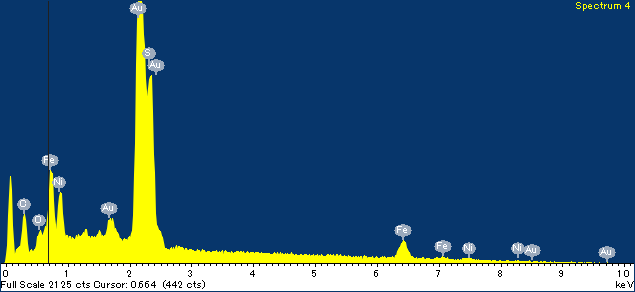 Spectrum 4
Au
S
Au
Fe
Ni
C
O
Au
Fe
Fe
Ni
Ni
Au
Au
0 1 2 3 4 5 6 7 8 9 10
Full Scale 2125 cts Cursor: 0.664 (442 cts) keV